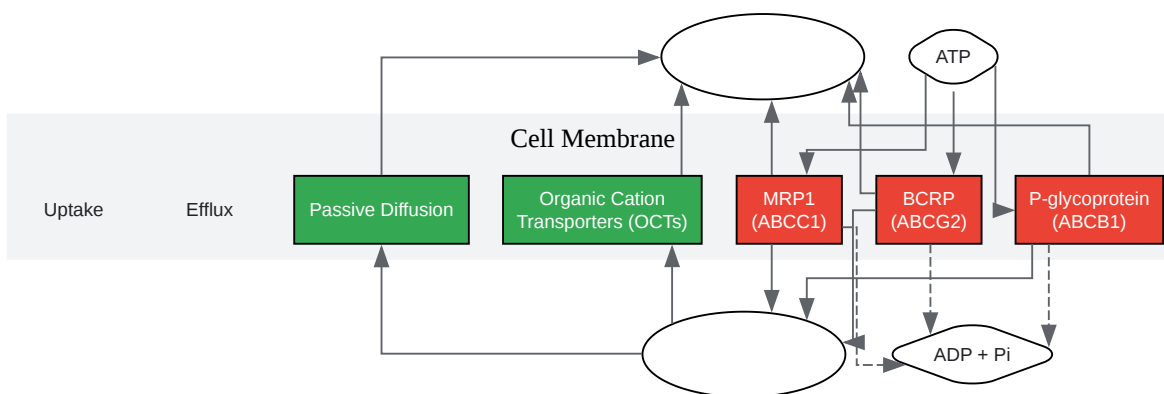 ATP
Cell Membrane
Uptake
Efflux
Passive Diffusion
Organic Cation
Transporters (OCTs)
MRP1
(ABCC1)
BCRP
(ABCG2)
P-glycoprotein
(ABCB1)
ADP + Pi